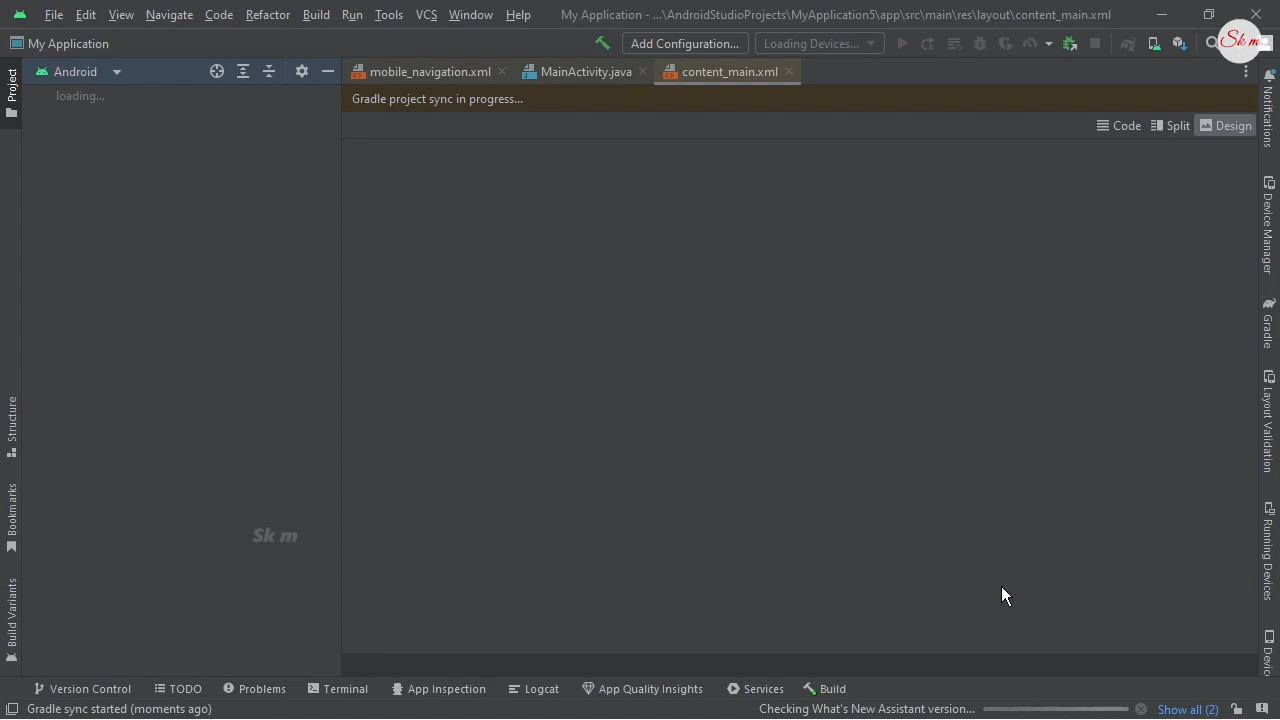 File Edit View Navigate Code Refactor Build Run Tools VCS Window Help My Application - ...\AndroidStudioProjects\MyApplication5\app\src\main\res\layout\content_main.xml
My Application Add Configuration... Loading Devices... Sk m
Android mobile_navigation.xml MainActivity.java content_main.xml
loading...
Gradle project sync in progress...
Code Split Design
Project
Structure
Bookmarks
Build Variants
Notifications
Device Manager
Gradle
Layout Validation
Running Devices
Devic
Sk m
Version Control TODO Problems Terminal App Inspection Logcat App Quality Insights Services Build
Gradle sync started (moments ago) Checking What's New Assistant version... Show all (2)